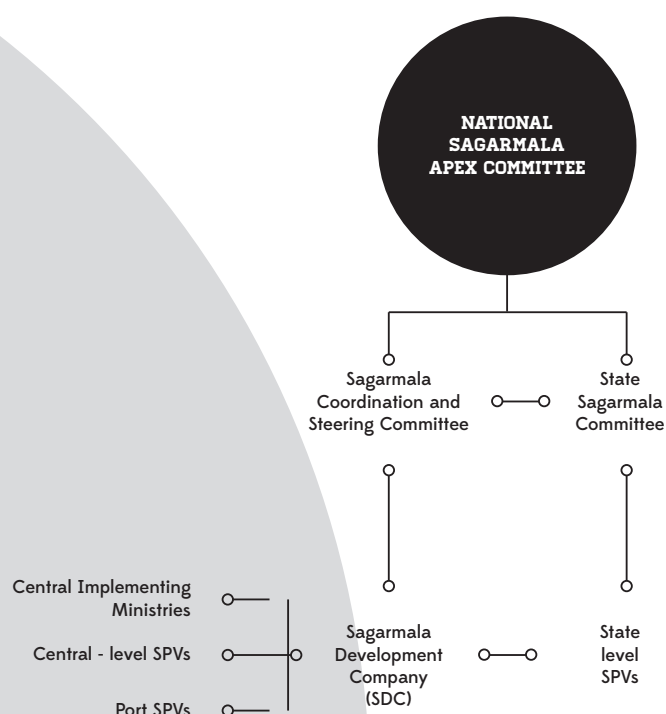 NATIONAL
SAGARMALA
APEX COMMITTEE
Sagarmala
Coordination and
Steering Committee
State
Sagarmala
Committee
Central Implementing
Ministries
Central - level SPVs
Port SPVs
Sagarmala
Development
Company
(SDC)
State
level
SPVs